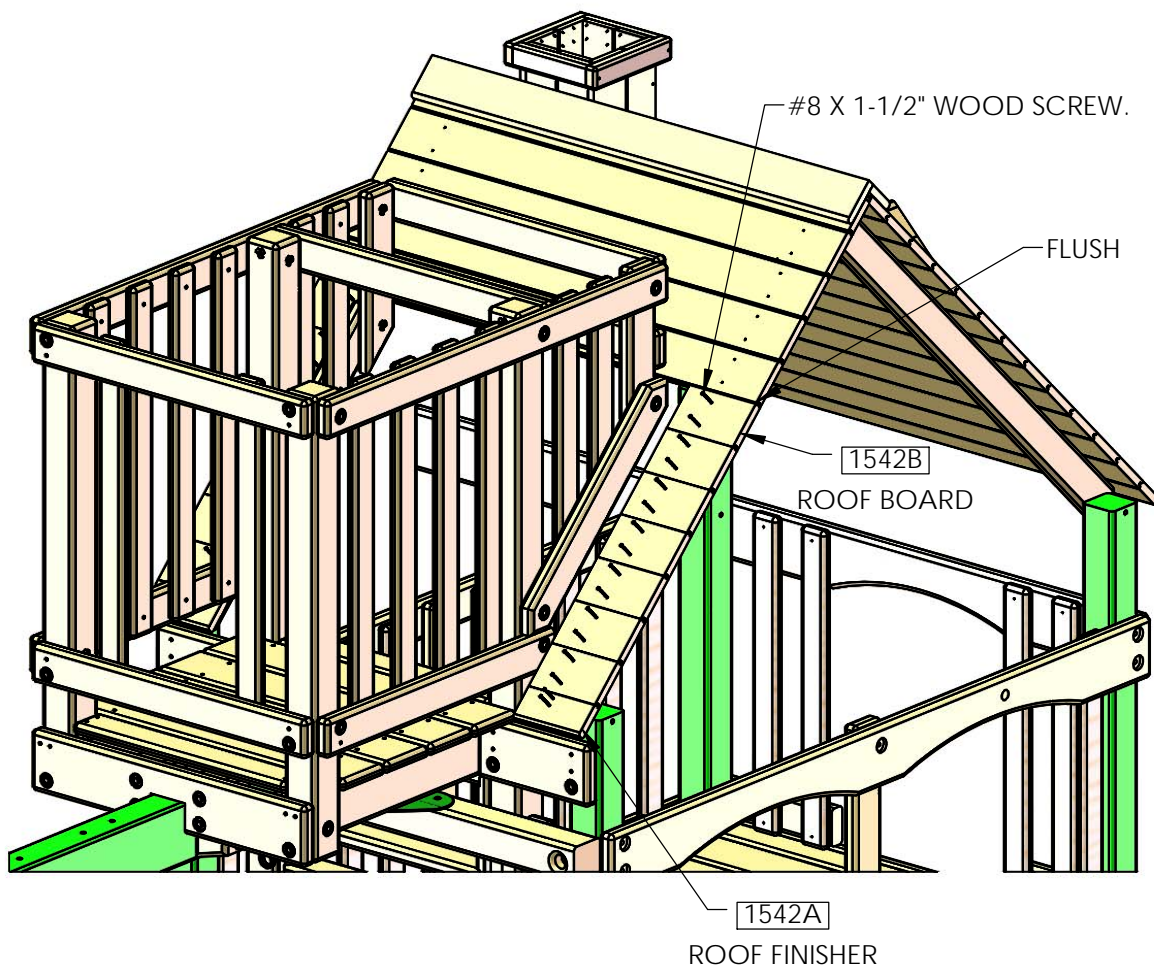 #8 X 1-1/2" WOOD SCREW.
FLUSH
1542B
ROOF BOARD
1542A
ROOF FINISHER